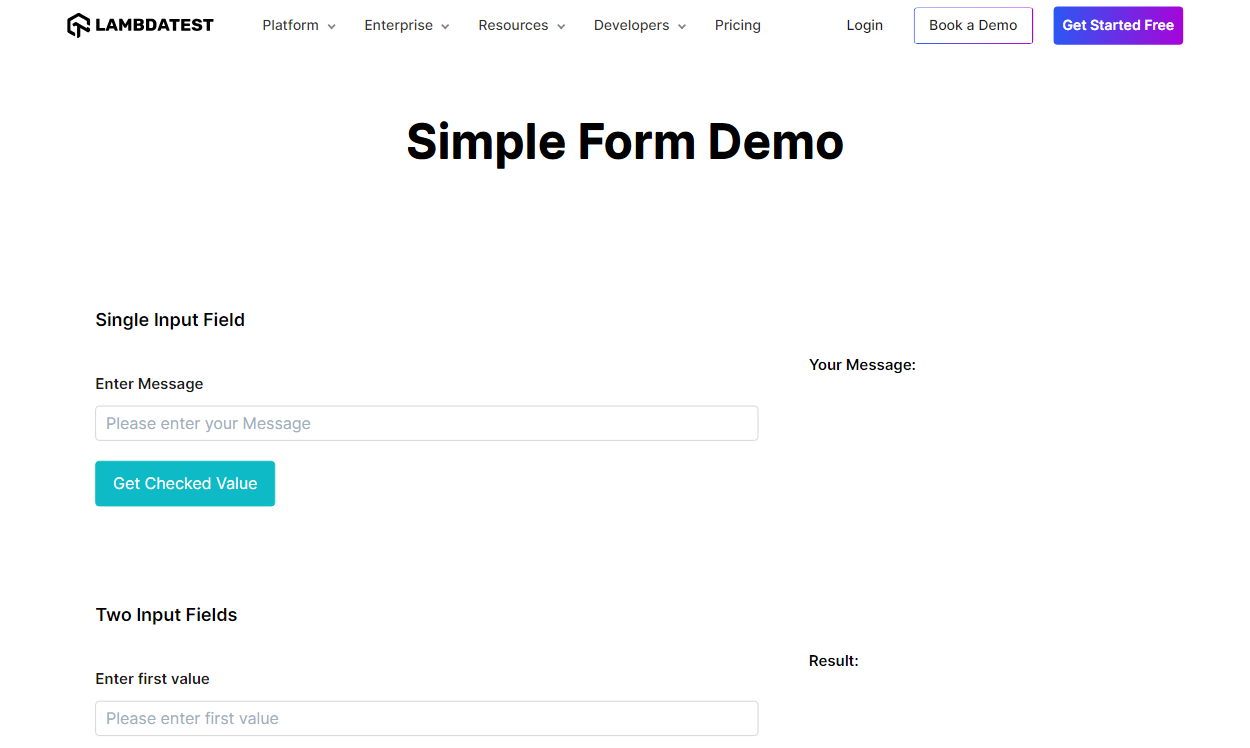 LAMBDATEST Platform Enterprise Resources Developers Pricing Login Book a Demo Get Started Free
Simple Form Demo
Single Input Field
Your Message:
Enter Message
Please enter your Message
Get Checked Value
Two Input Fields
Result:
Enter first value
Please enter first value